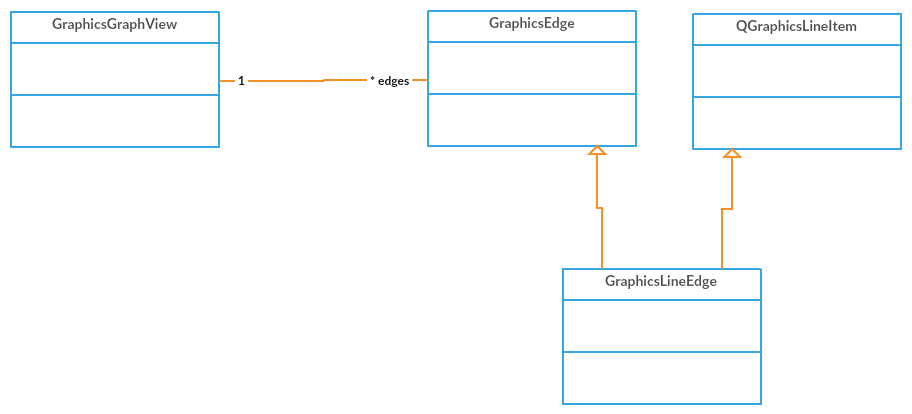 GraphicsGraphView
GraphicsEdge
QGraphicsLineItem
1
* edges
GraphicsLineEdge